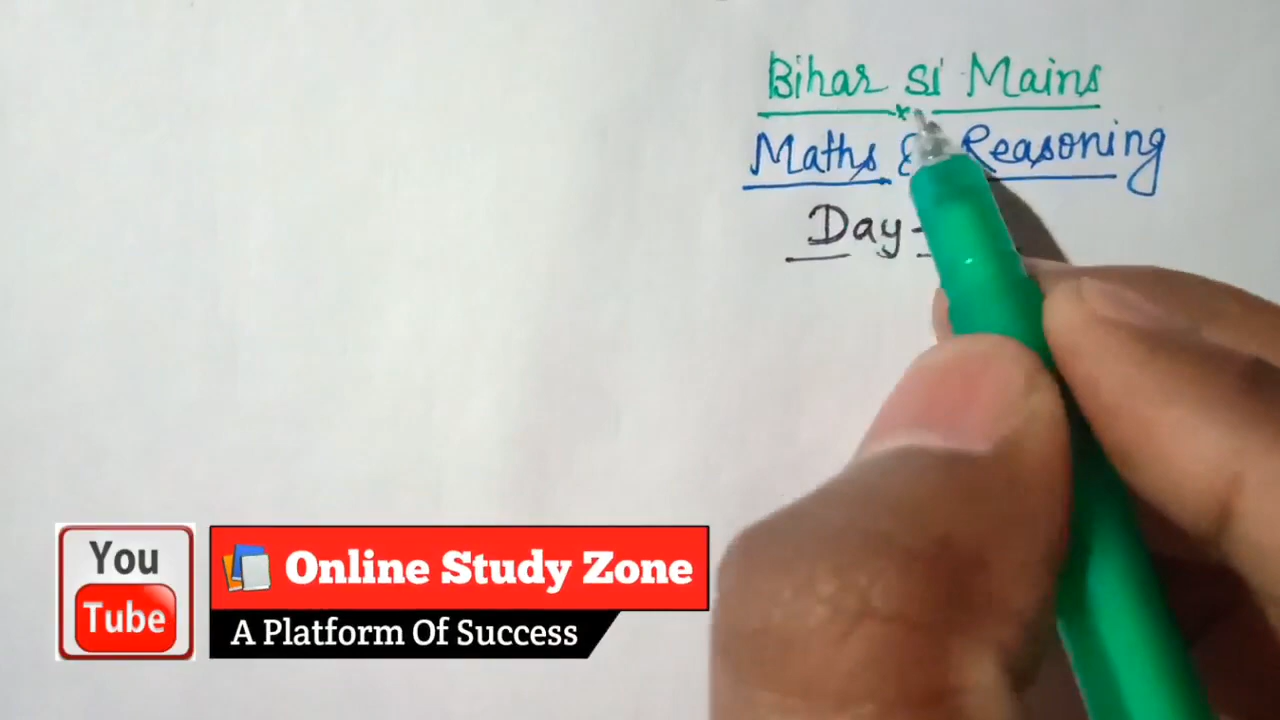 Bihar si Mains
Maths & Reasoning
Day-
You
Tube
Online Study Zone
A Platform Of Success